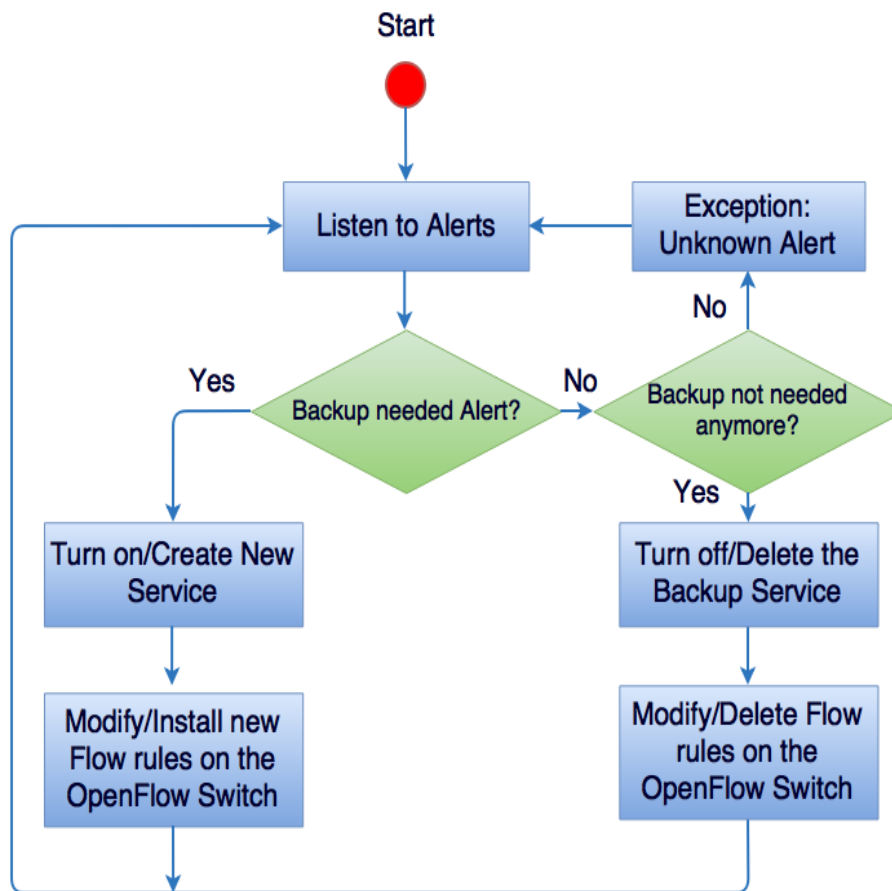 Start
Listen to Alerts
Exception:
Unknown Alert
No
Yes
Backup needed Alert?
No
Backup not needed
anymore?
Yes
Turn on/Create New
Service
Turn off/Delete the
Backup Service
Modify/Install new
Flow rules on the
OpenFlow Switch
Modify/Delete Flow
rules on the
OpenFlow Switch